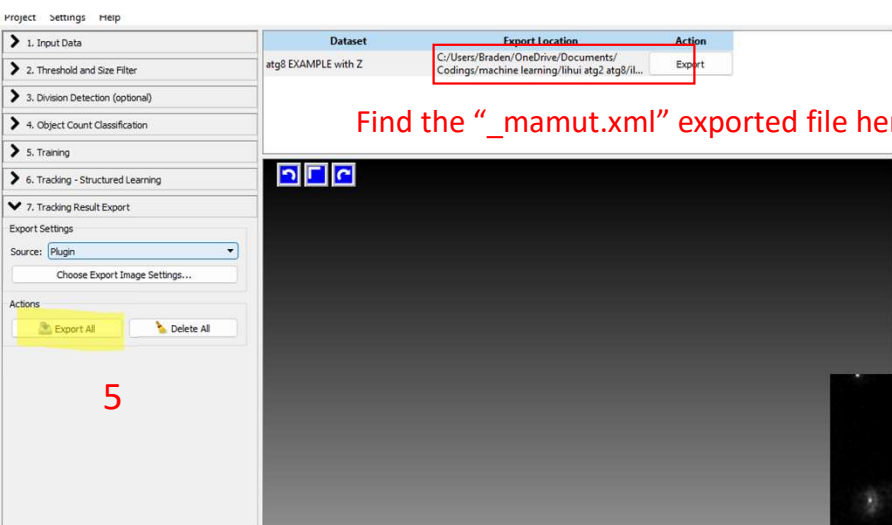 Project Settings Help
1. Input Data
2. Threshold and Size Filter
3. Division Detection (optional)
4. Object Count Classification
5. Training
6. Tracking - Structured Learning
7. Tracking Result Export
Export Settings
Source: Plugin
Choose Export Image Settings...
Actions
Export All Delete All
5
Dataset Export Location Action
atg8 EXAMPLE with Z C:/Users/Braden/OneDrive/Documents/ Export
Codings/machine learning/lihui atg2 atg8/il...
Find the “_mamut.xml” exported file her